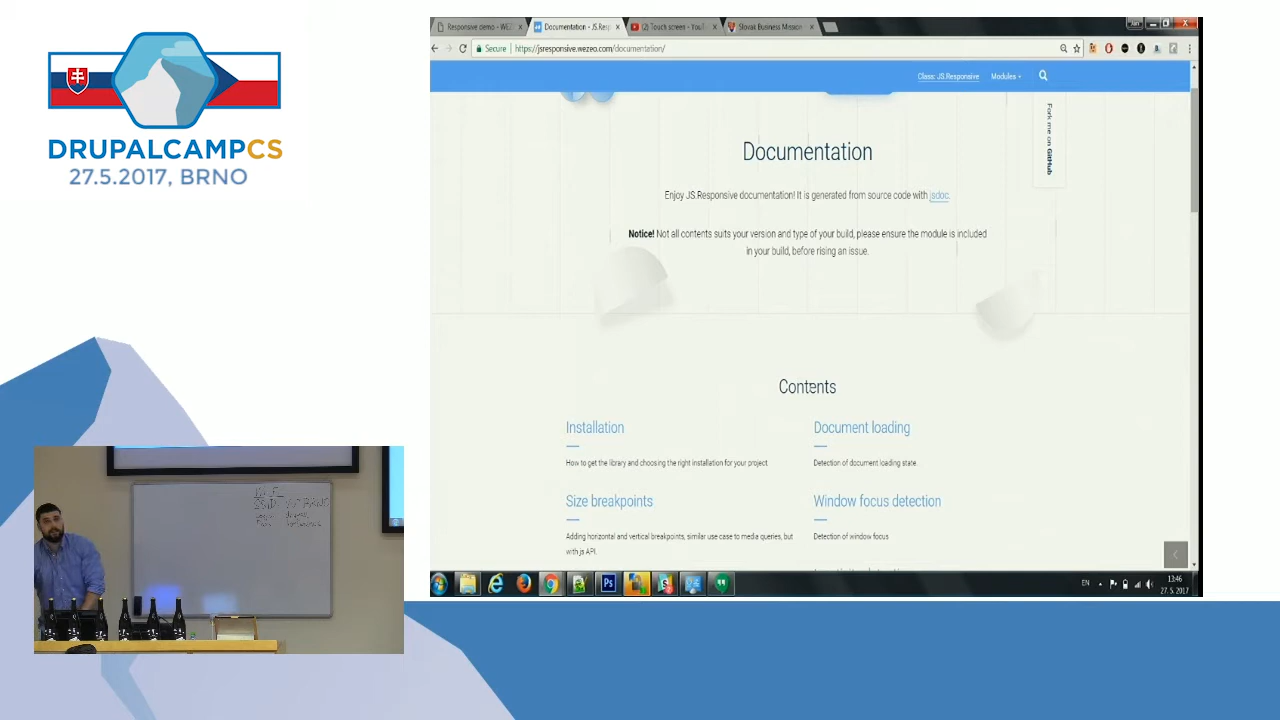 DRUPALCAMPCS
27.5.2017, BRNO
Responsive demo - WEZ
Documentation - JS.Resp
Touch screen - YouT
Slovak Business Mission
Secure
https://jsresponsive.wezeo.com/documentation/
Class: JS.Responsive
Modules
Fork me on GitHub
Documentation
Enjoy JS.Responsive documentation! It is generated from source code with jsdoc.
Notice! Not all contents suits your version and type of your build, please ensure the module is included
in your build, before rising an issue.
Contents
Installation
How to get the library and choosing the right installation for your project
Document loading
Detection of document loading state.
Size breakpoints
Adding horizontal and vertical breakpoints, similar use case to media queries, but
with js API.
Window focus detection
Detection of window focus
Ps
EN
13:46
27. 5. 2017